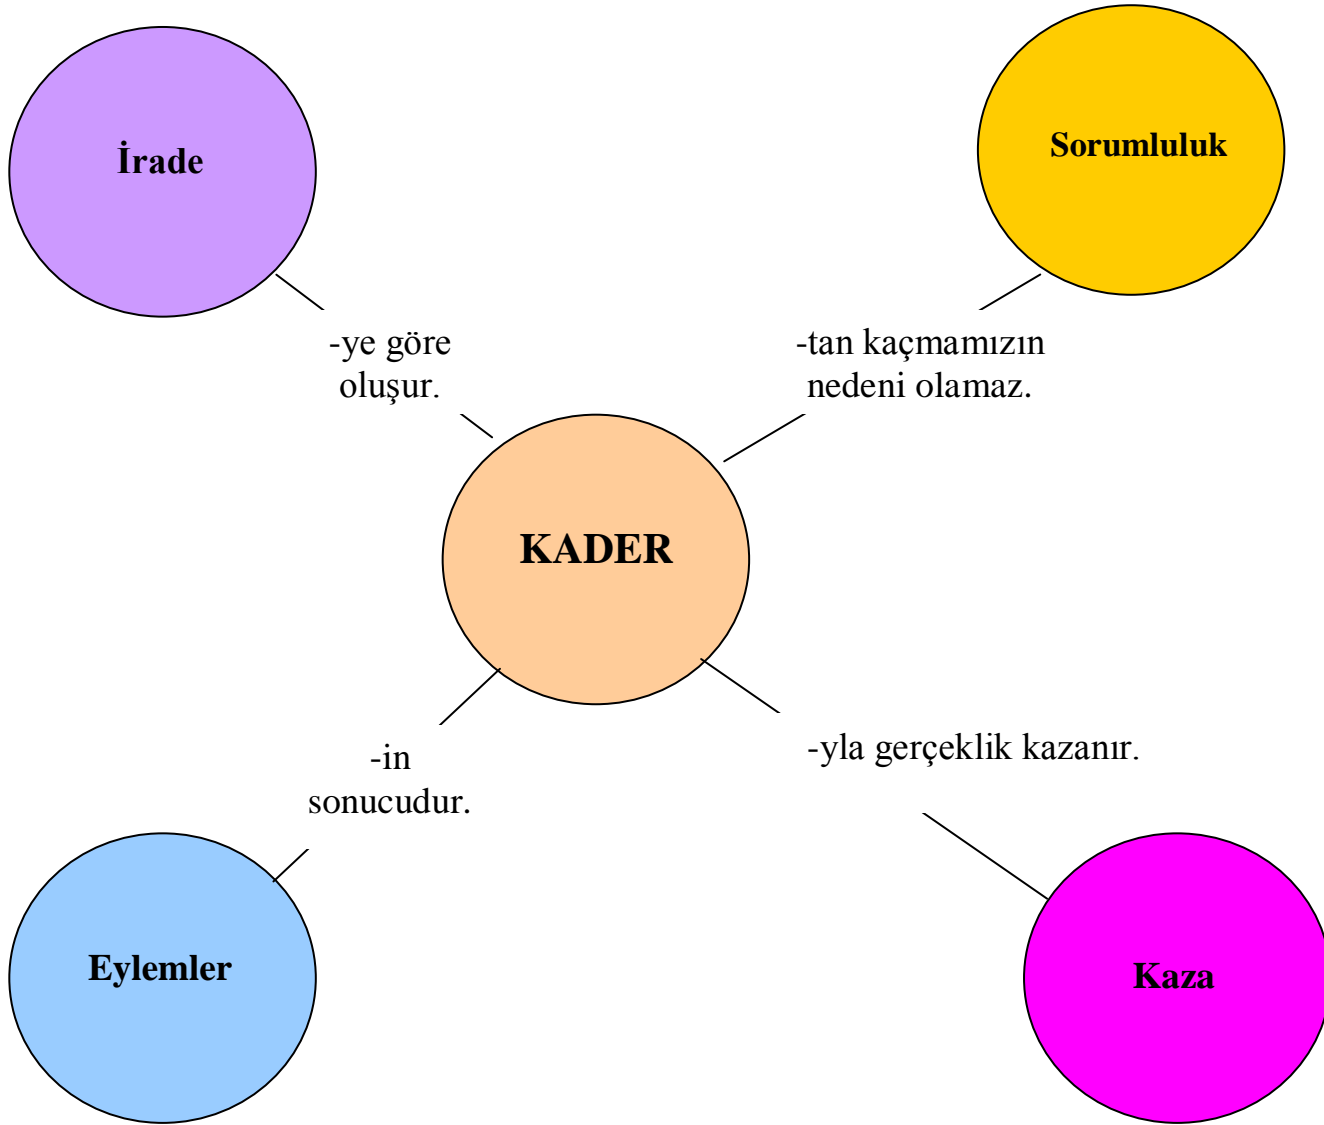 İrade
Sorumluluk
-ye göre
oluşur.
-tan kaçmamızın
nedeni olamaz.
KADER
-in
sonucudur.
-yla gerçeklik kazanır.
Eylemler
Kaza